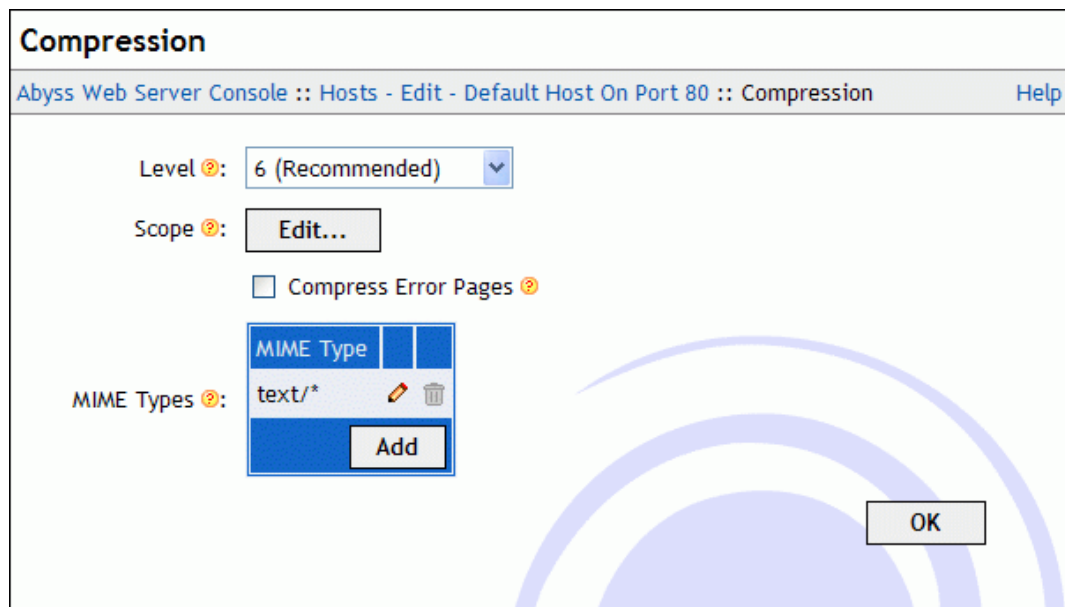 Compression
Abyss Web Server Console :: Hosts - Edit - Default Host On Port 80 :: Compression Help
Level ?: 6 (Recommended)
Scope ?: Edit...
Compress Error Pages ?
MIME Type
MIME Types ?: text/*
Add
OK